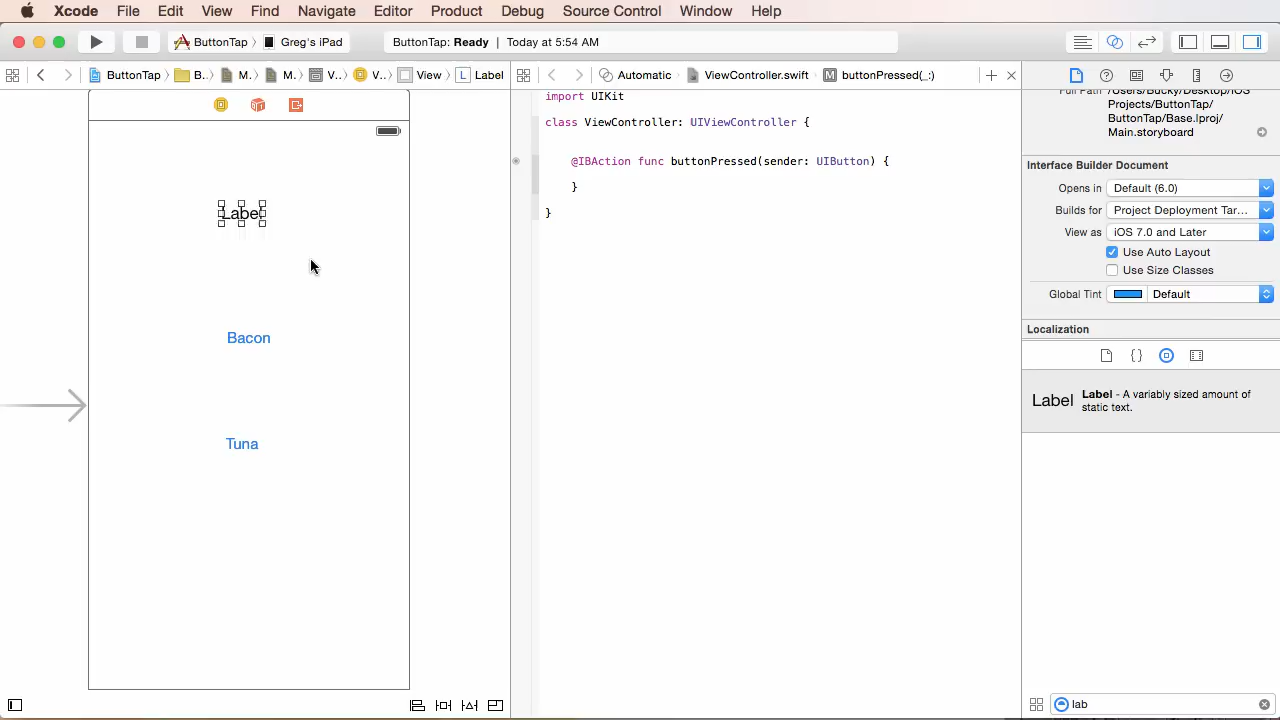 Xcode File Edit View Find Navigate Editor Product Debug Source Control Window Help
ButtonTap Greg's iPad ButtonTap: Ready | Today at 5:54 AM
ButtonTap B... M... M... V... V... View L Label
Automatic ViewController.swift M buttonPressed(_:)
Full Path /Users/Bucky/Desktop/iOS
Projects/ButtonTap/
ButtonTap/Base.lproj/
Main.storyboard
import UIKit
class ViewController: UIViewController {
@IBAction func buttonPressed(sender: UIButton) {
}
}
Label
Bacon
Tuna
Interface Builder Document
Opens in Default (6.0)
Builds for Project Deployment Tar...
View as iOS 7.0 and Later
Use Auto Layout
Use Size Classes
Global Tint Default
Localization
Label Label - A variably sized amount of
static text.
lab